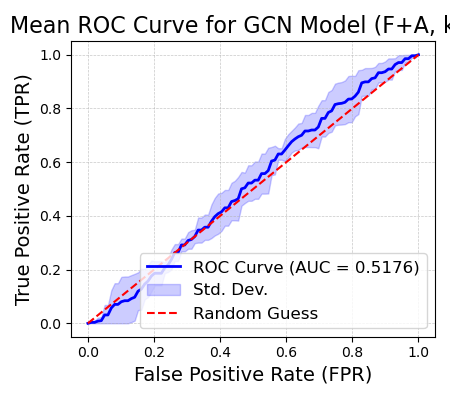 Mean ROC Curve for GCN Model (F+A, k
True Positive Rate (TPR)
1.0
0.8
0.6
0.4
0.2
0.0
ROC Curve (AUC = 0.5176)
Std. Dev.
Random Guess
0.0 0.2 0.4 0.6 0.8 1.0
False Positive Rate (FPR)